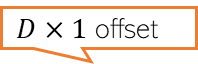 D × 1 offset